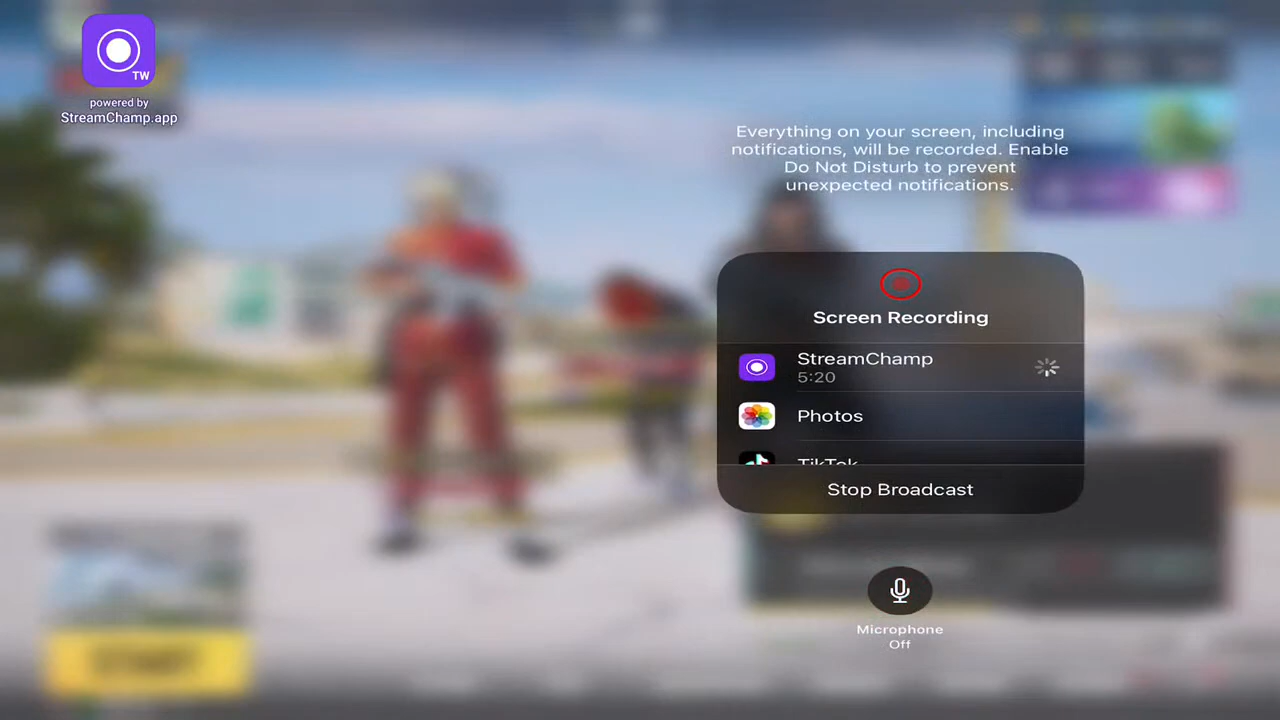 TW
powered by
StreamChamp.app
Everything on your screen, including
notifications, will be recorded. Enable
Do Not Disturb to prevent
unexpected notifications.
Screen Recording
StreamChamp
5:20
Photos
TikTok
Stop Broadcast
Microphone
Off